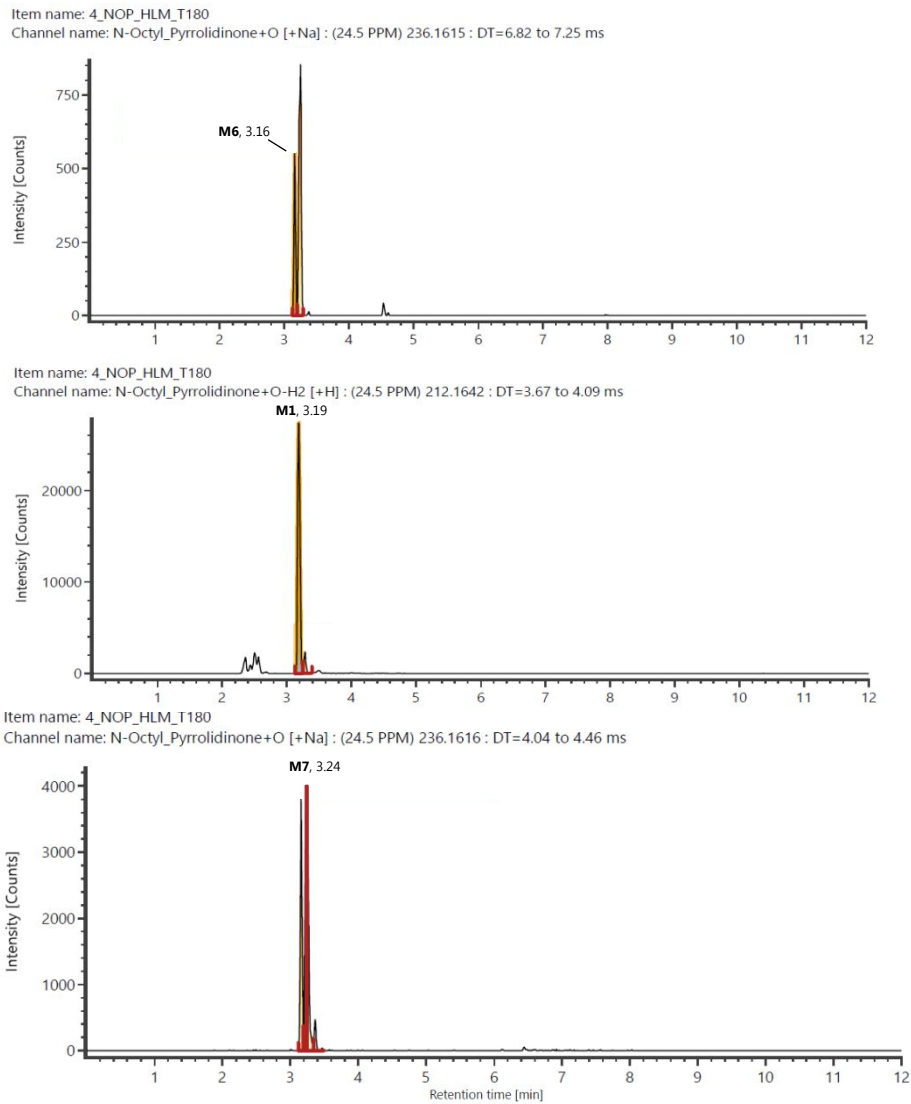 Item name: 4_NOP_HLM_T180
Channel name: N-Octyl_Pyrrolidinone+O [+Na] : (24.5 PPM) 236.1615 : DT=6.82 to 7.25 ms
Intensity [Counts]
750
500
250
0
M6, 3.16
1 2 3 4 5 6 7 8 9 10 11 12
Item name: 4_NOP_HLM_T180
Channel name: N-Octyl_Pyrrolidinone+O-H2 [+H] : (24.5 PPM) 212.1642 : DT=3.67 to 4.09 ms
M1, 3.19
Intensity [Counts]
20000
10000
0
1 2 3 4 5 6 7 8 9 10 11 12
Item name: 4_NOP_HLM_T180
Channel name: N-Octyl_Pyrrolidinone+O [+Na] : (24.5 PPM) 236.1616 : DT=4.04 to 4.46 ms
M7, 3.24
Intensity [Counts]
4000
3000
2000
1000
0
1 2 3 4 5 6 7 8 9 10 11 12
Retention time [min]